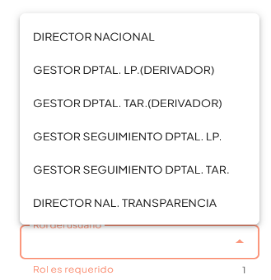 DIRECTOR NACIONAL
GESTOR DPTAL. LP.(DERIVADOR)
GESTOR DPTAL. TAR.(DERIVADOR)
GESTOR SEGUIMIENTO DPTAL. LP.
GESTOR SEGUIMIENTO DPTAL. TAR.
DIRECTOR NAL. TRANSPARENCIA
Rol del usuario
Rol es requerido
1